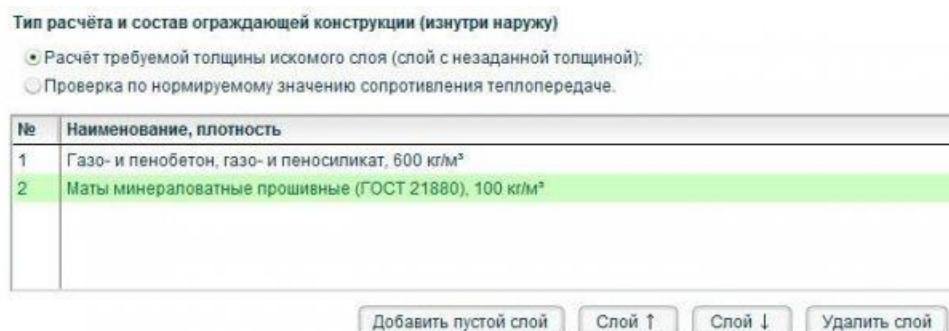 Тип расчёта и состав ограждающей конструкции (изнутри наружу)
Расчёт требуемой толщины искомого слоя (слой с незаданной толщиной);
Проверка по нормируемому значению сопротивления теплопередаче.
№ Наименование, плотность
1 Газо- и пенобетон, газо- и пеносиликат, 600 кг/м³
2 Маты минераловатные прошивные (ГОСТ 21880), 100 кг/м³
Добавить пустой слой Слой ↑ Слой ↓ Удалить слой